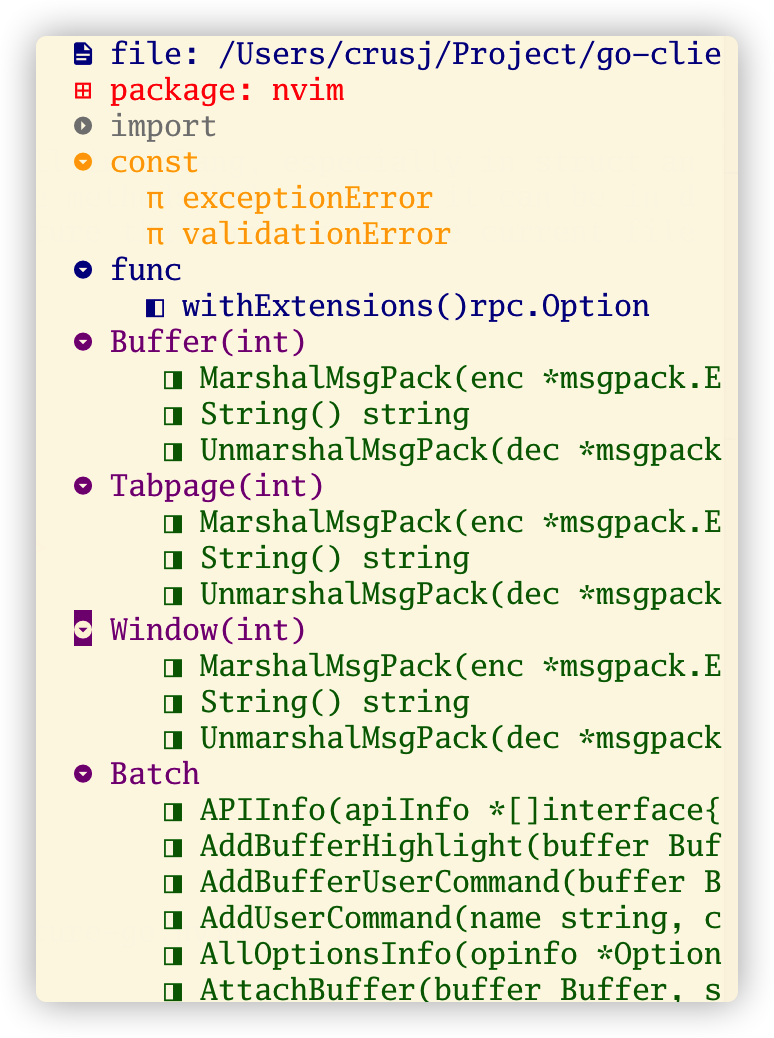 file: /Users/crusj/Project/go-clie
package: nvim
import
const
π exceptionError
π validationError
func
withExtensions()rpc.Option
Buffer(int)
MarshalMsgPack(enc *msgpack.E
String() string
UnmarshalMsgPack(dec *msgpack
Tabpage(int)
MarshalMsgPack(enc *msgpack.E
String() string
UnmarshalMsgPack(dec *msgpack
Window(int)
MarshalMsgPack(enc *msgpack.E
String() string
UnmarshalMsgPack(dec *msgpack
Batch
APIInfo(apiInfo *[]interface{
AddBufferHighlight(buffer Buf
AddBufferUserCommand(buffer B
AddUserCommand(name string, c
AllOptionsInfo(opinfo *Option
AttachBuffer(buffer Buffer, s